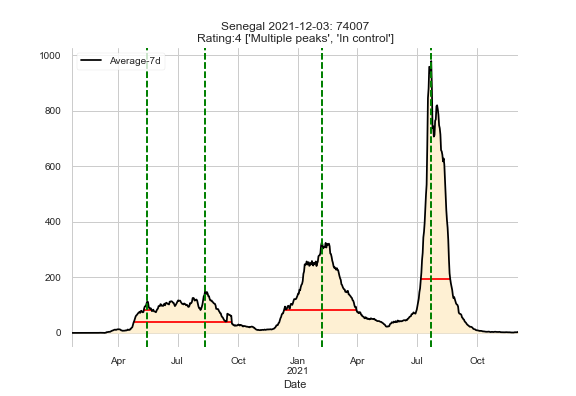 Senegal 2021-12-03: 74007
Rating:4 ['Multiple peaks', 'In control']
Average-7d
1000
800
600
400
200
0
Apr Jul Oct Jan Apr Jul Oct
2021
Date